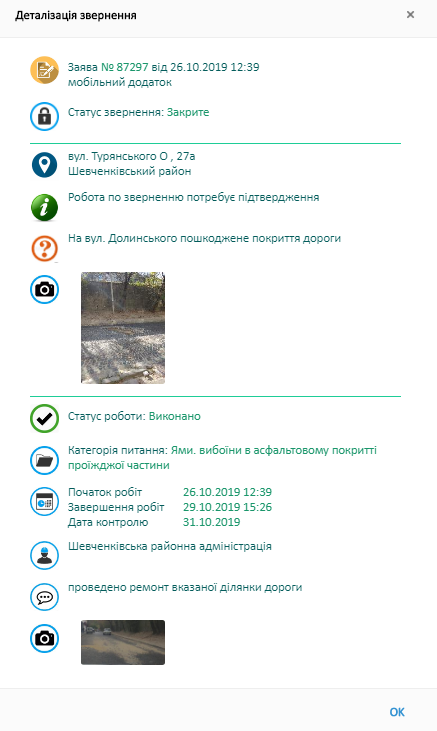 Деталізація звернення
×
Заява № 87297 від 26.10.2019 12:39
мобільний додаток
Статус звернення: Закрите
вул. Турянського О , 27а
Шевченківський район
Робота по зверненню потребує підтвердження
На вул. Долинського пошкоджене покриття дороги
Статус роботи: Виконано
Категорія питання: Ями. вибоїни в асфальтовому покритті
проїжджої частини
Початок робіт 26.10.2019 12:39
Завершення робіт 29.10.2019 15:26
Дата контролю 31.10.2019
Шевченківська районна адміністрація
проведено ремонт вказаної ділянки дороги
ОК